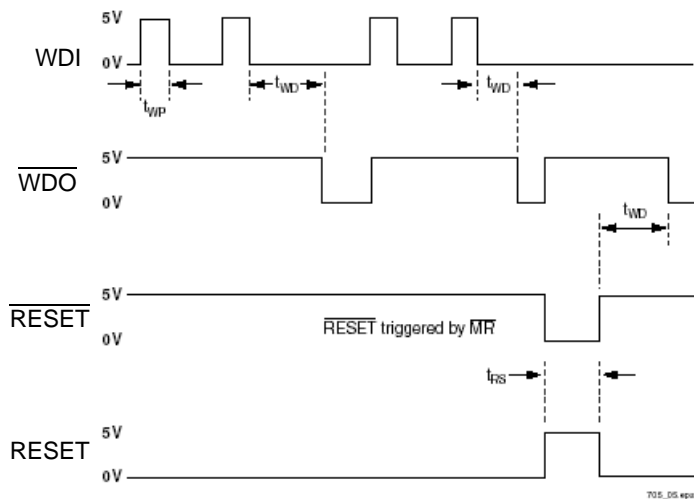 5V
WDI
0V
tWP
tWD
tWD
5V
WDO
0V
tWD
5V
RESET
0V
RESET triggered by MR
tRS
5V
RESET
0V
705_05.eps